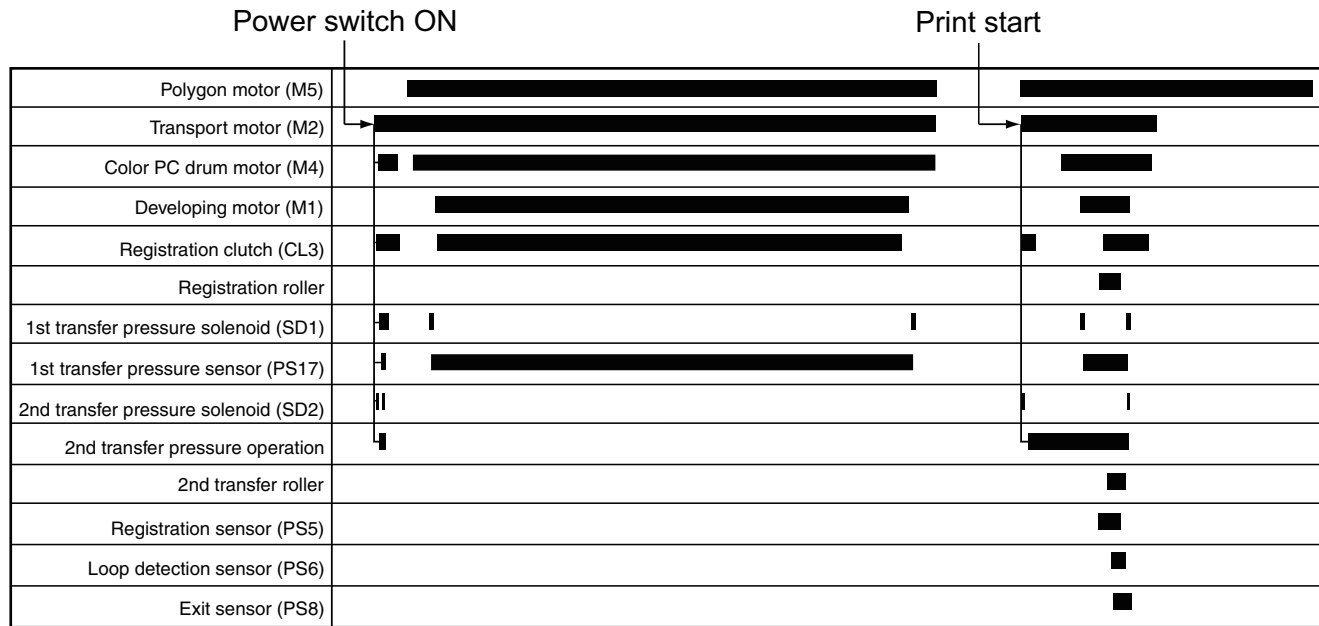 Power switch ON
Print start
Polygon motor (M5)
Transport motor (M2)
Color PC drum motor (M4)
Developing motor (M1)
Registration clutch (CL3)
Registration roller
1st transfer pressure solenoid (SD1)
1st transfer pressure sensor (PS17)
2nd transfer pressure solenoid (SD2)
2nd transfer pressure operation
2nd transfer roller
Registration sensor (PS5)
Loop detection sensor (PS6)
Exit sensor (PS8)